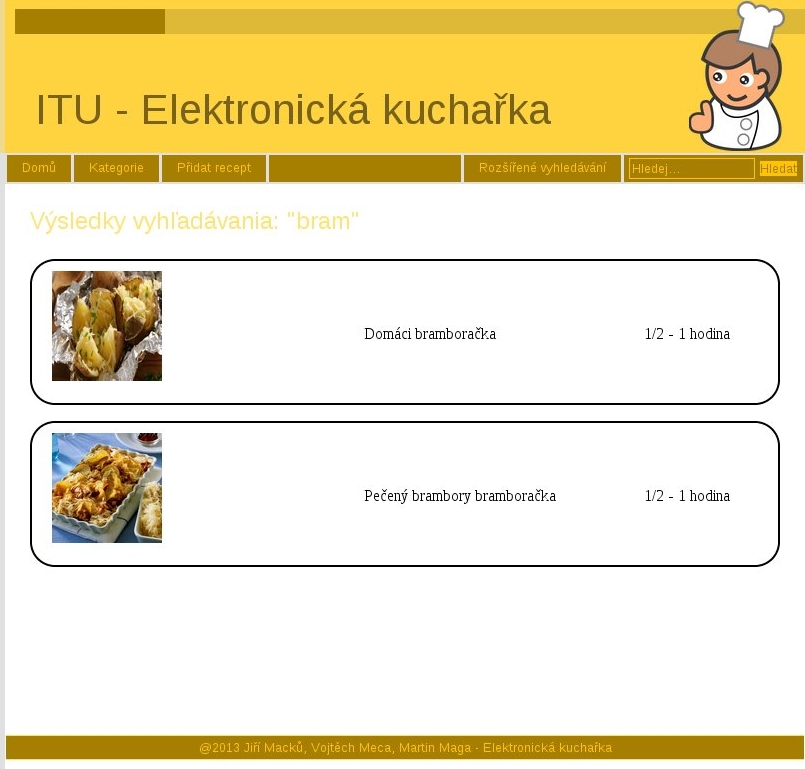 ITU - Elektronická kuchařka
Domů Kategorie Přidat recept Rozšířené vyhledávání Hledej... Hledat
Výsledky vyhľadávania: "bram"
Domáci bramboračka 1/2 - 1 hodina
Pečený brambory bramboračka 1/2 - 1 hodina
@2013 Jiří Macků, Vojtěch Meca, Martin Maga - Elektronická kuchařka